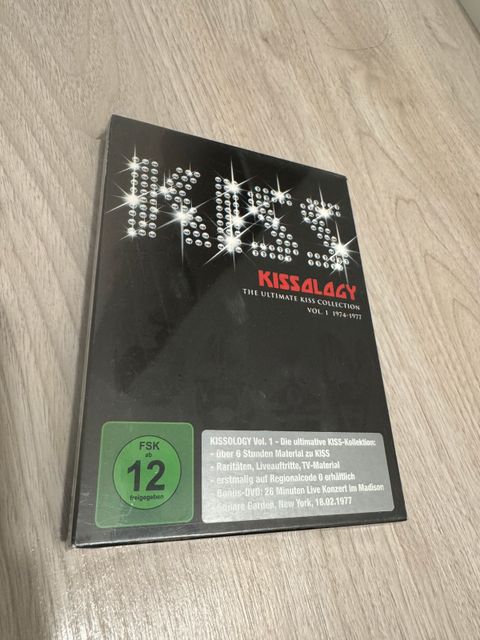 KISS
KISSOLOGY
THE ULTIMATE KISS COLLECTION
VOL. 1 1974-1977
FSK
ab
12
freigegeben
KISSOLOGY Vol. 1 - Die ultimative KISS-Kollektion:
- über 6 Stunden Material zu KISS
- Raritäten, Liveauftritte, TV-Material
- erstmalig auf Regionalcode 0 erhältlich
- Bonus-DVD: 26 Minuten Live Konzert im Madison
Square Garden, New York, 18.02.1977